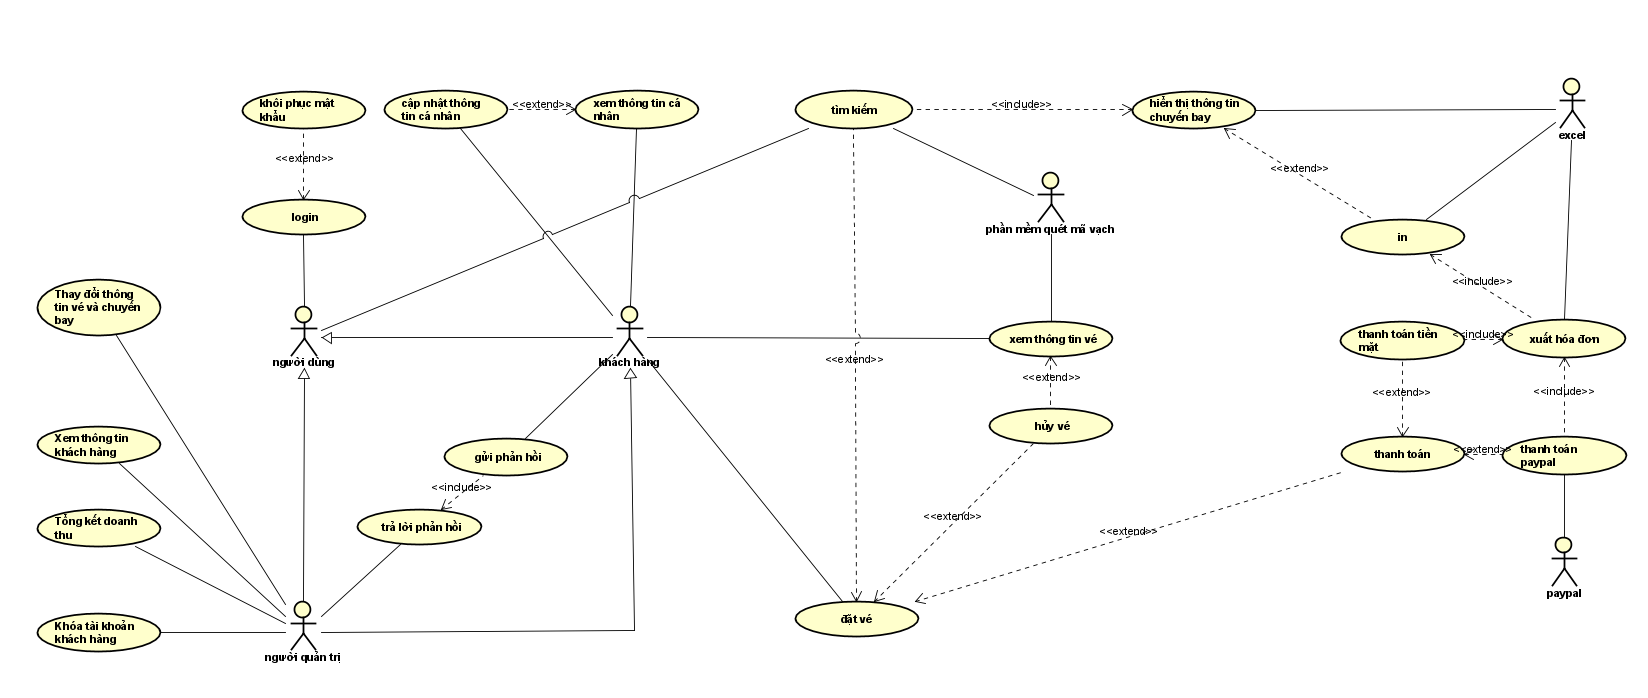 khôi phục mật
khẩu
cập nhật thông
tin cá nhân
<<extend>>
xem thông tin cá
nhân
tìm kiếm
<<include>>
hiển thị thông tin
chuyến bay
excel
<<extend>>
<<extend>>
login
phần mềm quét mã vạch
in
<<include>>
Thay đổi thông
tin vé và chuyến
bay
người dùng
khách hàng
xem thông tin vé
<<extend>>
<<extend>>
thanh toán tiền
mặt
<<include>>
xuất hóa đơn
<<extend>>
<<include>>
hủy vé
Xem thông tin
khách hàng
gửi phản hồi
<<include>>
thanh toán
<<extend>>
thanh toán
paypal
Tổng kết doanh
thu
trả lời phản hồi
<<extend>>
<<extend>>
paypal
Khóa tài khoản
khách hàng
người quản trị
đặt vé